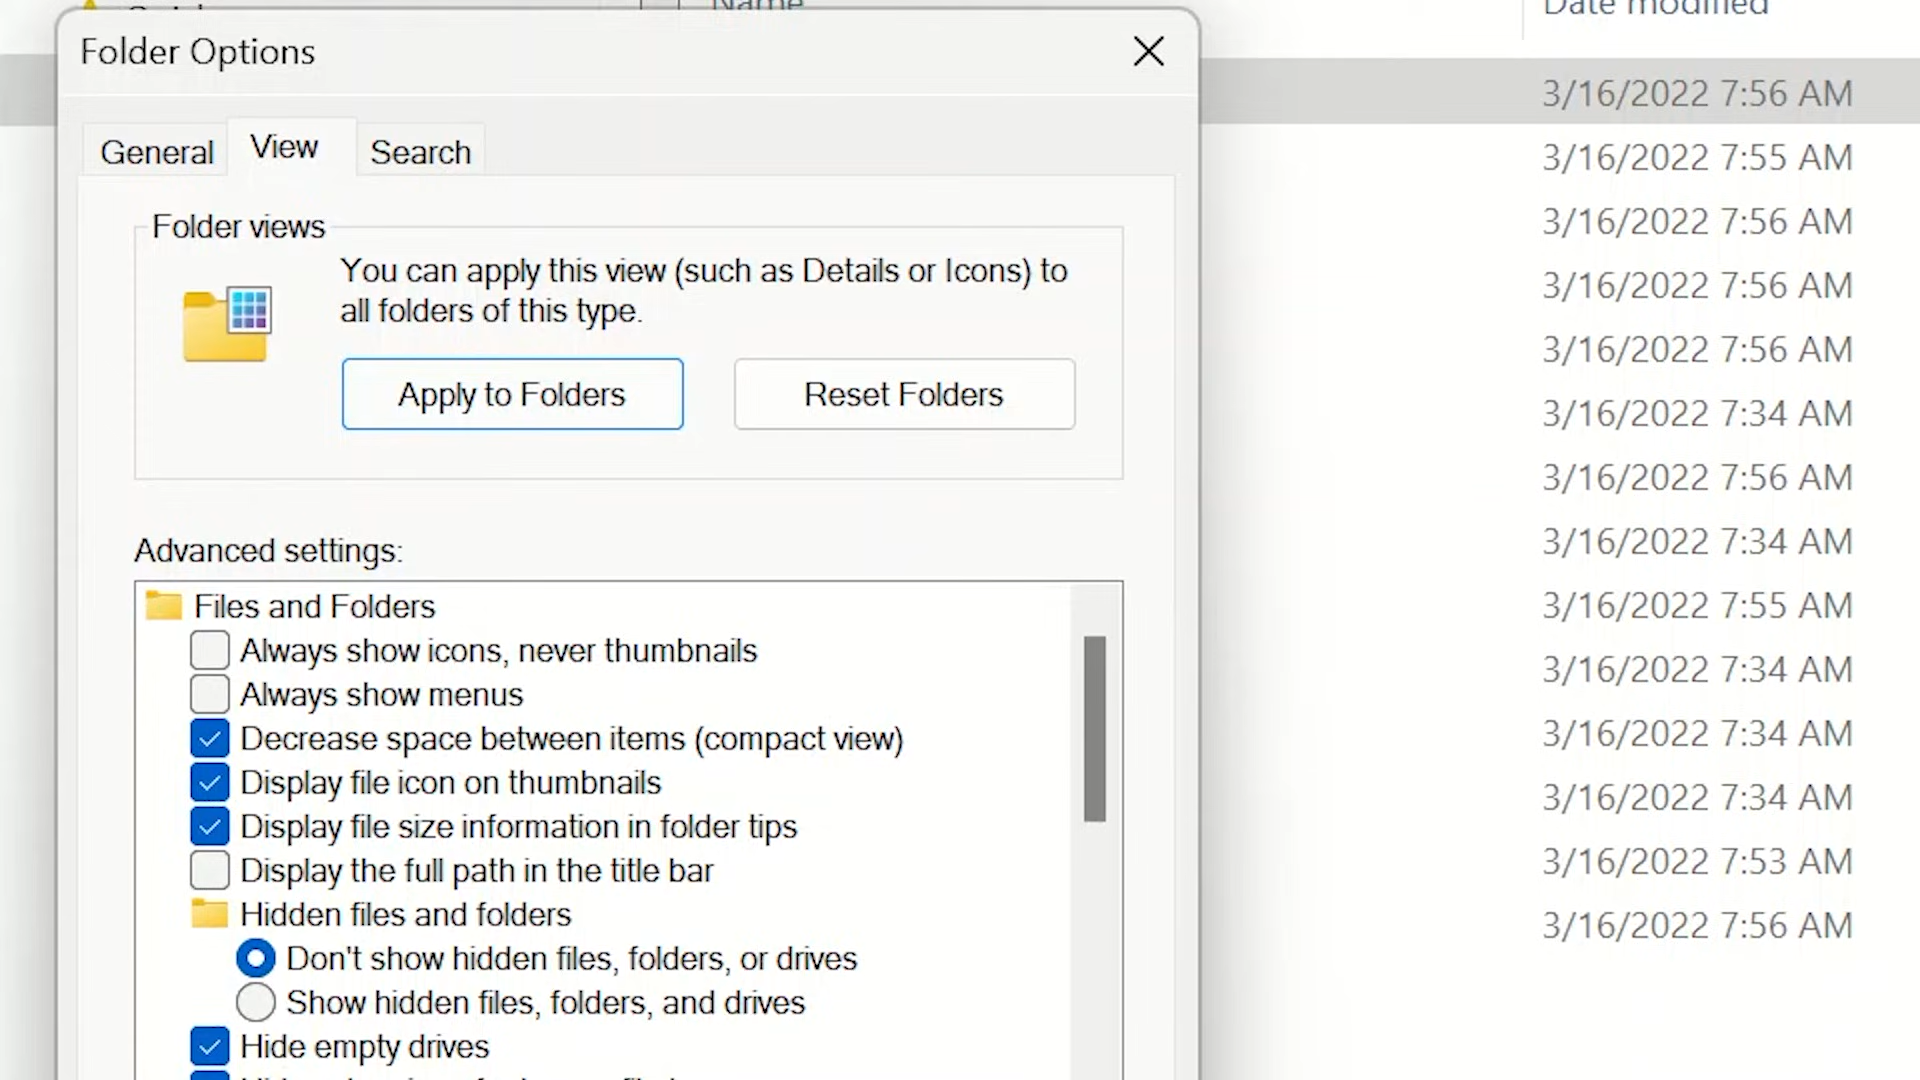 Name
Date modified
Folder Options
General
View
Search
Folder views
You can apply this view (such as Details or Icons) to
all folders of this type.
Apply to Folders
Reset Folders
Advanced settings:
Files and Folders
Always show icons, never thumbnails
Always show menus
Decrease space between items (compact view)
Display file icon on thumbnails
Display file size information in folder tips
Display the full path in the title bar
Hidden files and folders
Don't show hidden files, folders, or drives
Show hidden files, folders, and drives
Hide empty drives
3/16/2022 7:56 AM
3/16/2022 7:55 AM
3/16/2022 7:56 AM
3/16/2022 7:56 AM
3/16/2022 7:56 AM
3/16/2022 7:34 AM
3/16/2022 7:56 AM
3/16/2022 7:34 AM
3/16/2022 7:55 AM
3/16/2022 7:34 AM
3/16/2022 7:34 AM
3/16/2022 7:34 AM
3/16/2022 7:53 AM
3/16/2022 7:56 AM